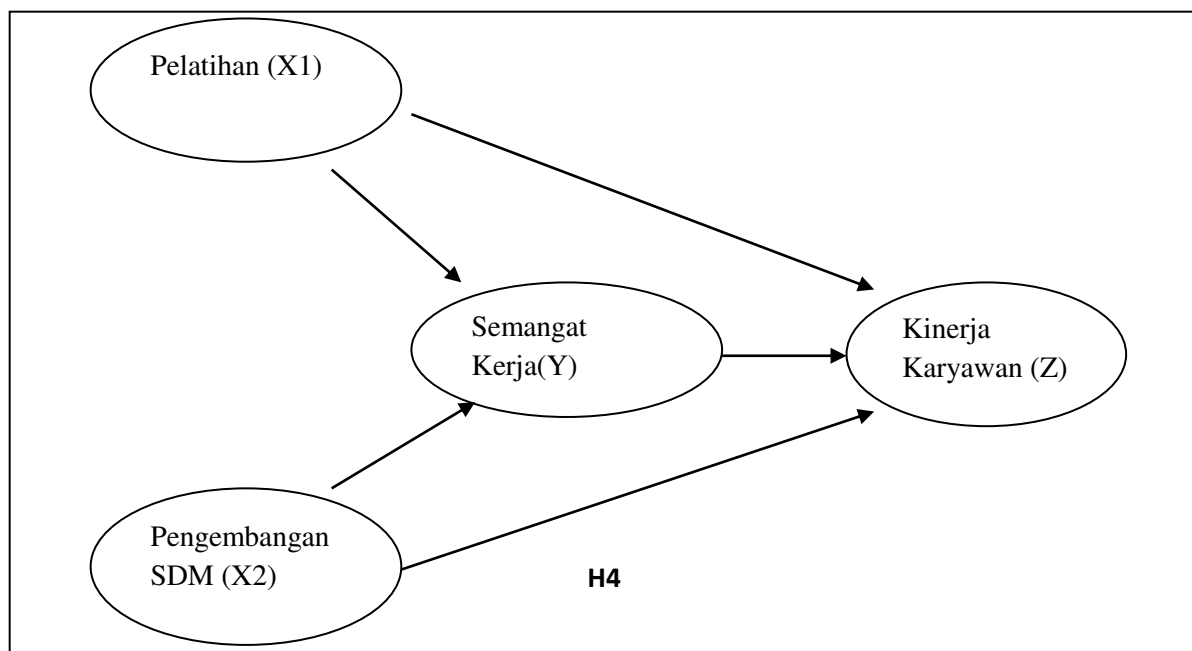 Pelatihan (X1)
Semangat
Kerja(Y)
Kinerja
Karyawan (Z)
Pengembangan
SDM (X2)
H4